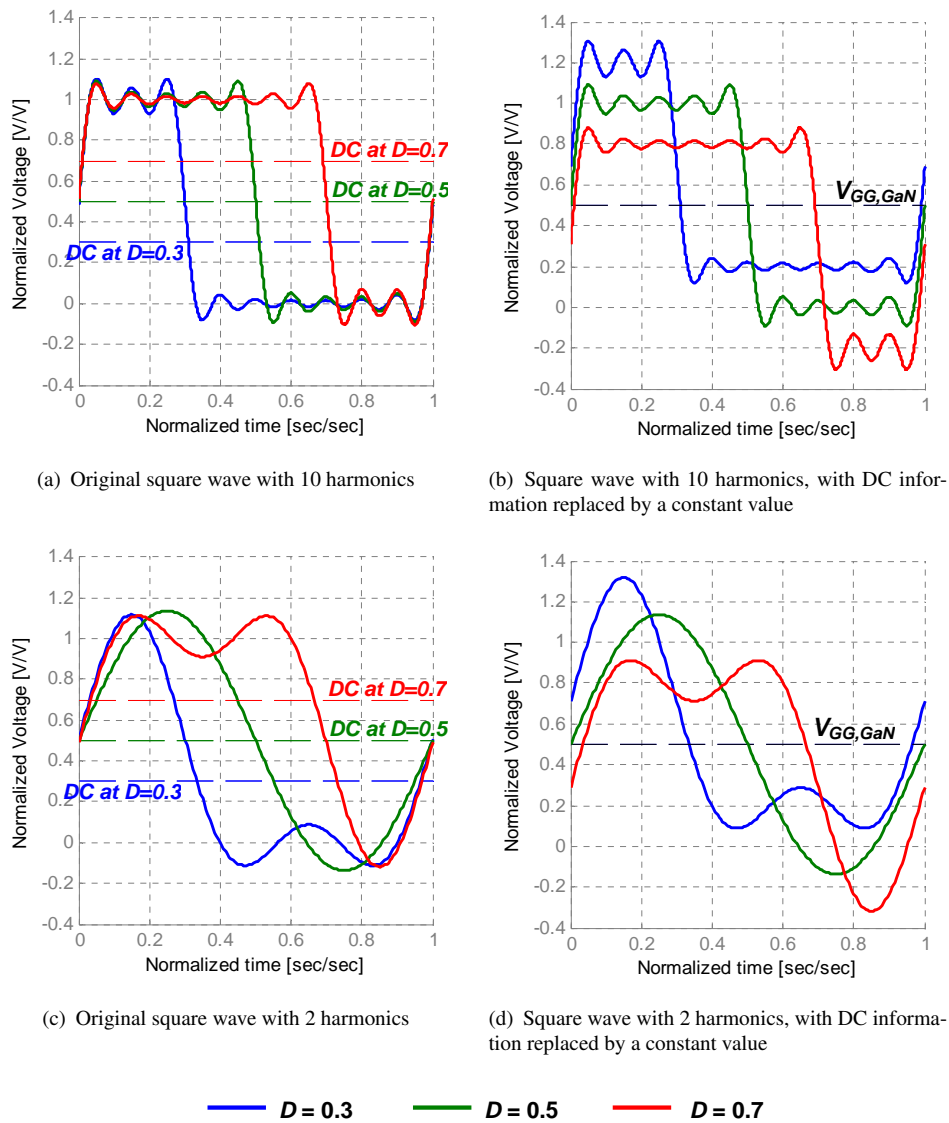 1.4
1.2
1
0.8
0.6
0.4
0.2
0
-0.2
-0.4
Normalized Voltage [V/V]
DC at D=0.7
DC at D=0.5
DC at D=0.3
0 0.2 0.4 0.6 0.8 1
Normalized time [sec/sec]
(a) Original square wave with 10 harmonics
1.4
1.2
1
0.8
0.6
0.4
0.2
0
-0.2
-0.4
Normalized Voltage [V/V]
VGG,GaN
0 0.2 0.4 0.6 0.8 1
Normalized time [sec/sec]
(b) Square wave with 10 harmonics, with DC infor-
mation replaced by a constant value
1.4
1.2
1
0.8
0.6
0.4
0.2
0
-0.2
-0.4
Normalized Voltage [V/V]
DC at D=0.7
DC at D=0.5
DC at D=0.3
0 0.2 0.4 0.6 0.8 1
Normalized time [sec/sec]
(c) Original square wave with 2 harmonics
1.4
1.2
1
0.8
0.6
0.4
0.2
0
-0.2
-0.4
Normalized Voltage [V/V]
VGG,GaN
0 0.2 0.4 0.6 0.8 1
Normalized time [sec/sec]
(d) Square wave with 2 harmonics, with DC informa-
tion replaced by a constant value
D = 0.3 D = 0.5 D = 0.7